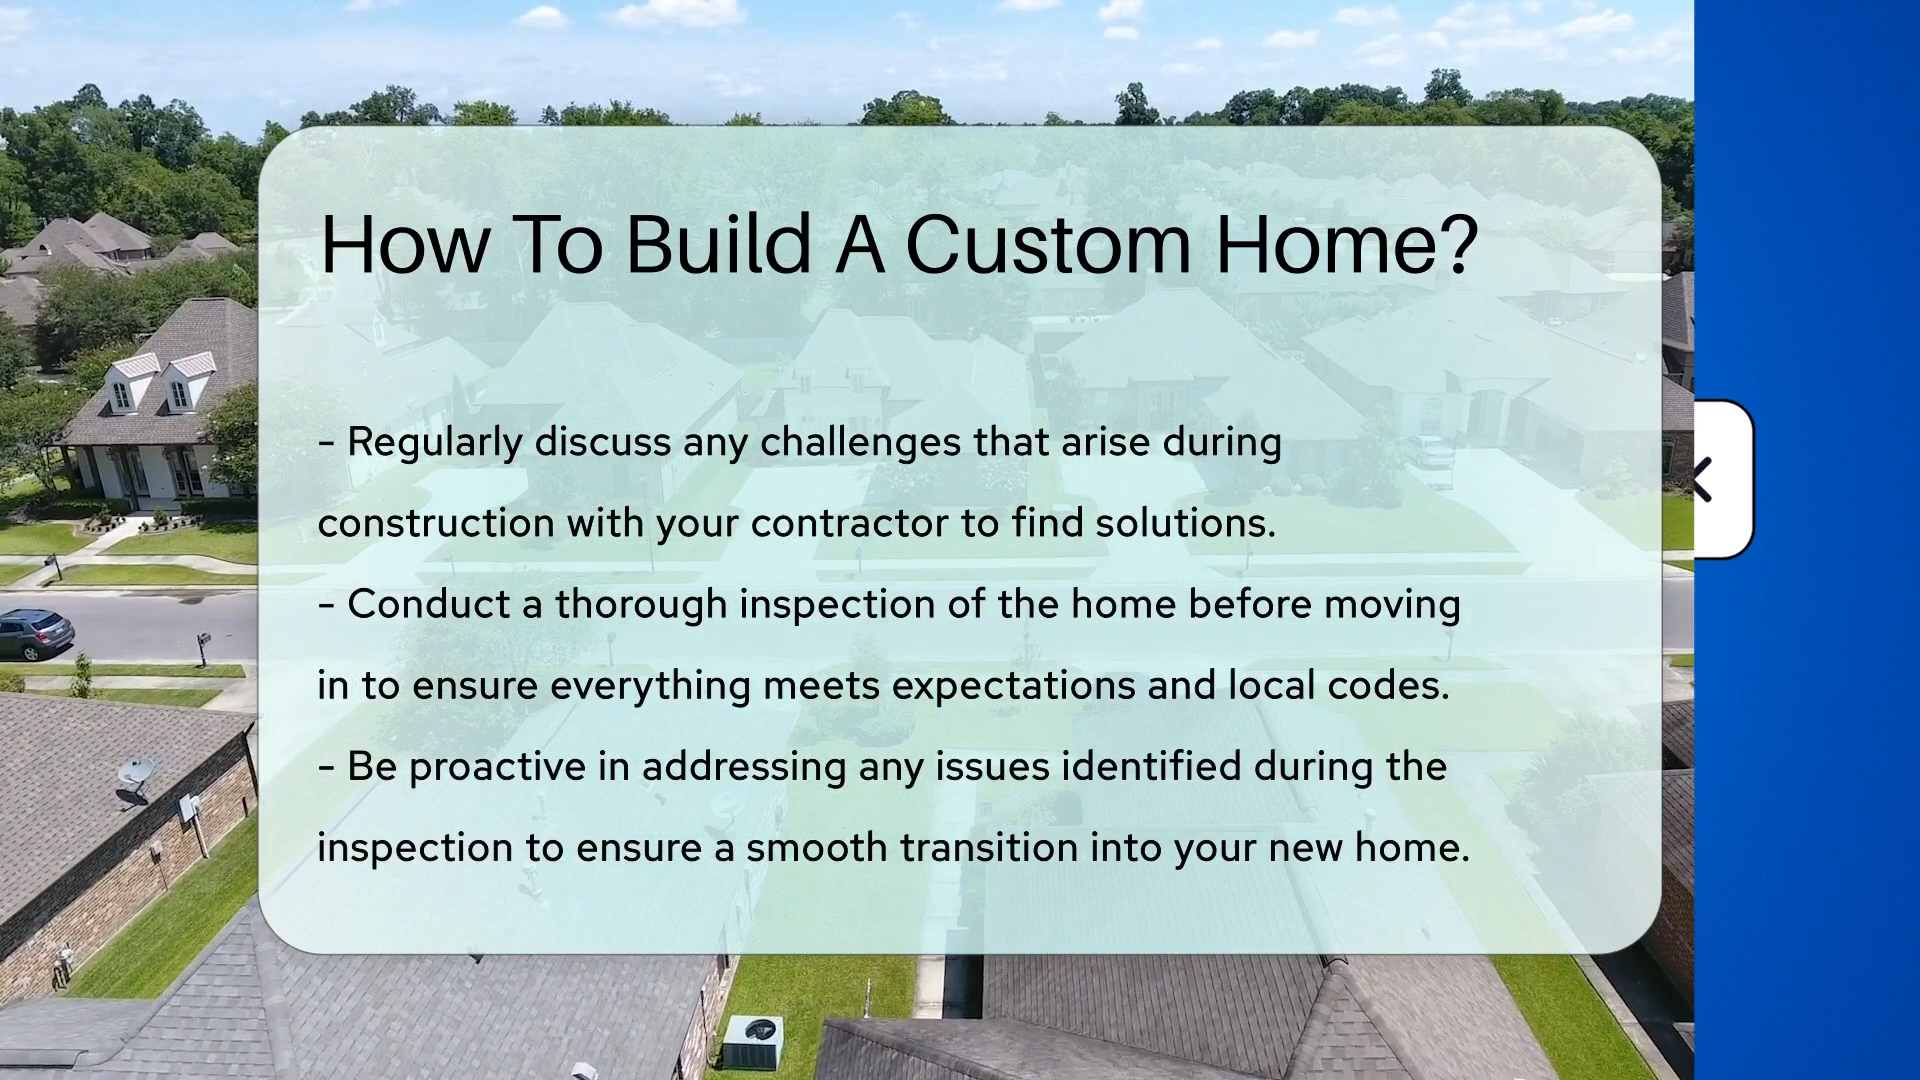 How To Build A Custom Home?
- Regularly discuss any challenges that arise during
construction with your contractor to find solutions.
- Conduct a thorough inspection of the home before moving
in to ensure everything meets expectations and local codes.
- Be proactive in addressing any issues identified during the
inspection to ensure a smooth transition into your new home.